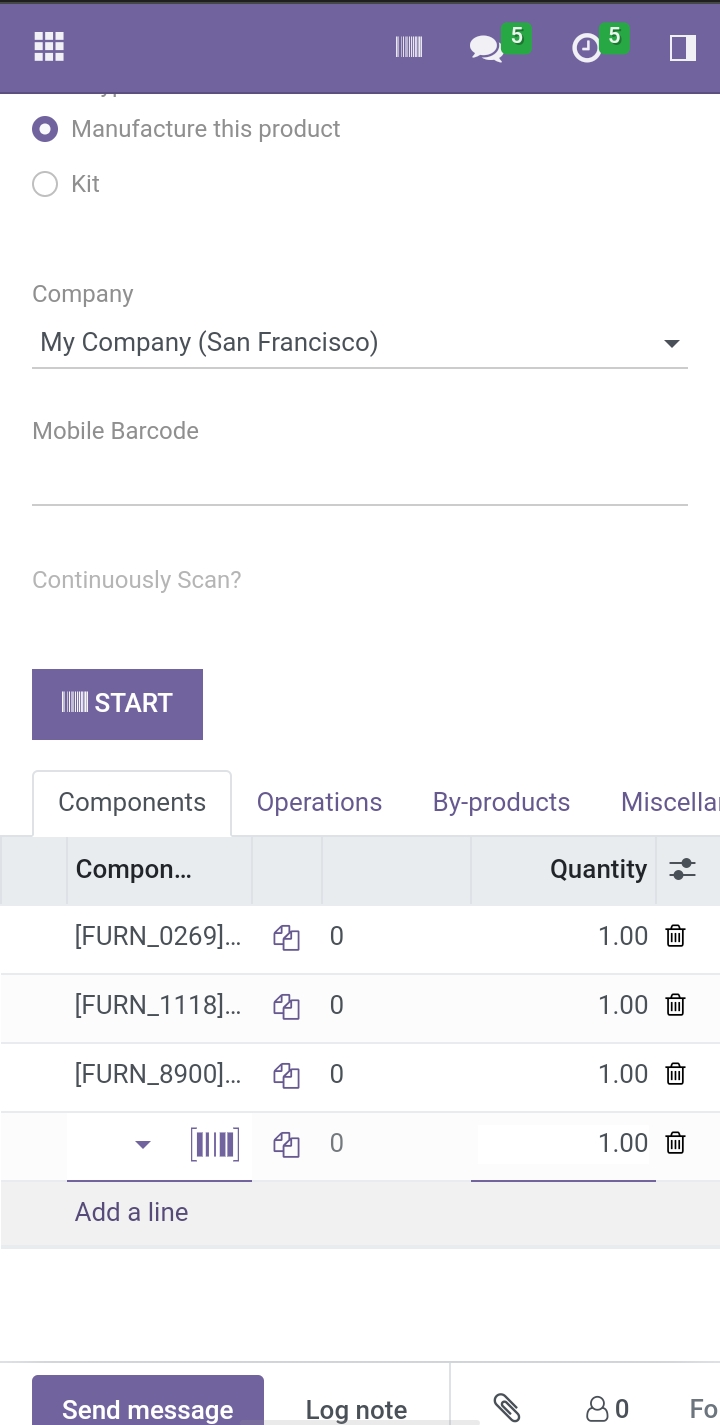 5 5
Manufacture this product
Kit
Company
My Company (San Francisco)
Mobile Barcode
Continuously Scan?
START
Components Operations By-products Miscella
Compon... Quantity
[FURN_0269]... 0 1.00
[FURN_1118]... 0 1.00
[FURN_8900]... 0 1.00
0 1.00
Add a line
Send message Log note 0 Fo